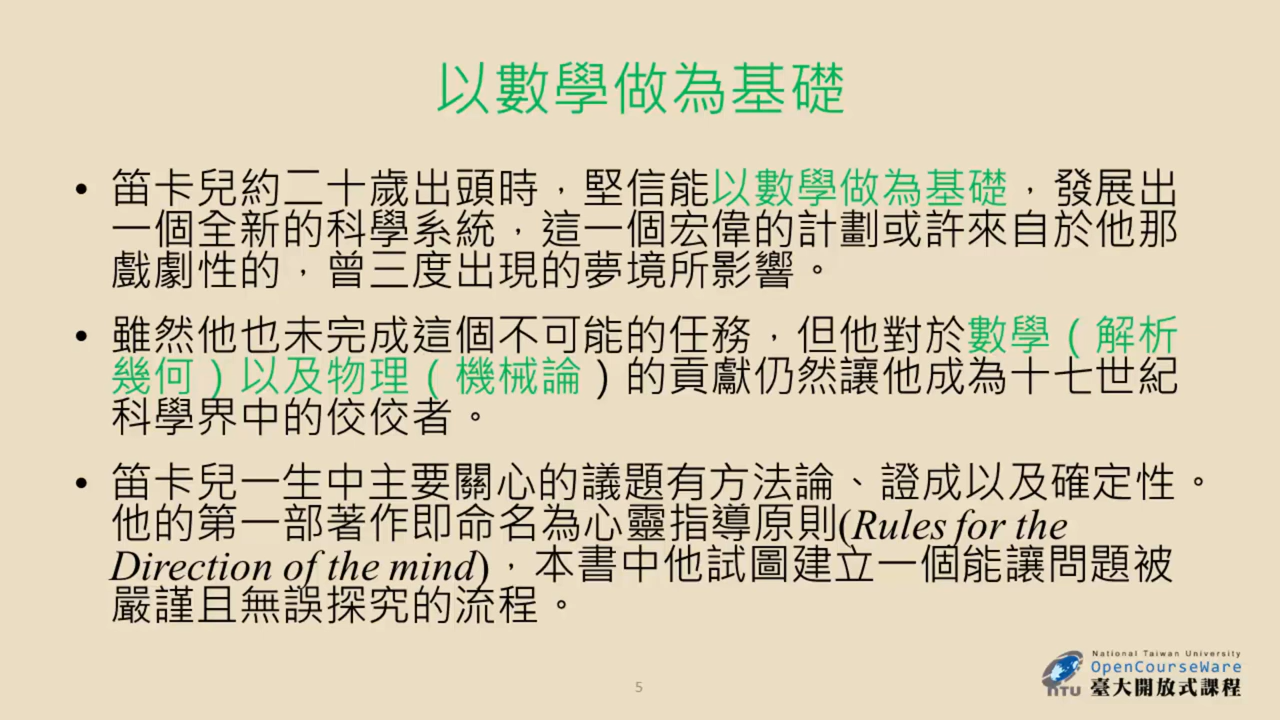 以數學做為基礎
• 笛卡兒約二十歲出頭時，堅信能以數學做為基礎，發展出
一個全新的科學系統，這一個宏偉的計劃或許來自於他那
戲劇性的，曾三度出現的夢境所影響。
• 雖然他也未完成這個不可能的任務，但他對於數學（解析
幾何）以及物理（機械論）的貢獻仍然讓他成為十七世紀
科學界中的佼佼者。
• 笛卡兒一生中主要關心的議題有方法論、證成以及確定性。
他的第一部著作即命名為心靈指導原則(Rules for the
Direction of the mind)，本書中他試圖建立一個能讓問題被
嚴謹且無誤探究的流程。
National Taiwan University
OpenCourseWare
NTU 臺大開放式課程
5